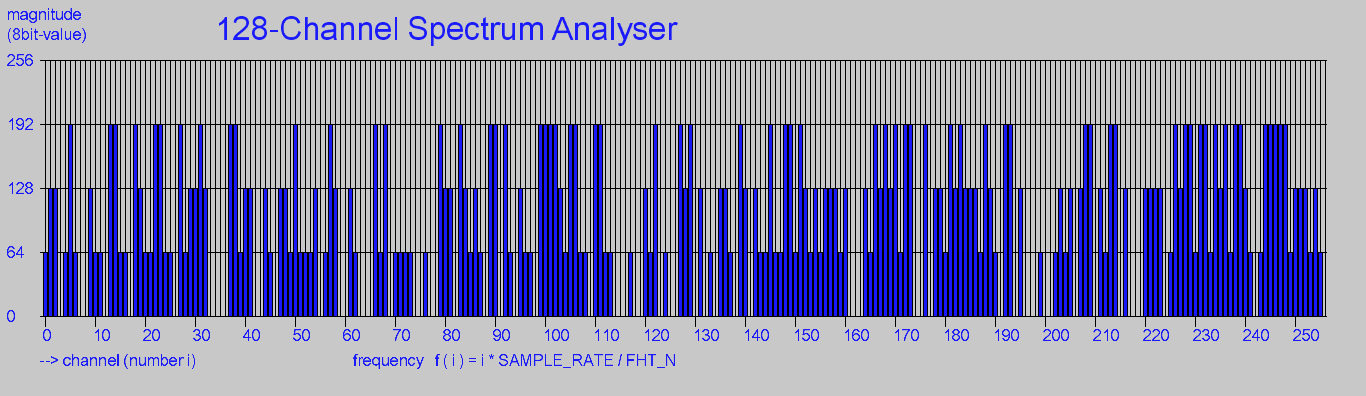 magnitude
(8bit-value)
128-Channel Spectrum Analyser
256
192
128
64
0
0 10 20 30 40 50 60 70 80 90 100 110 120 130 140 150 160 170 180 190 200 210 220 230 240 250
--> channel (number i)
frequency f ( i ) = i * SAMPLE_RATE / FHT_N